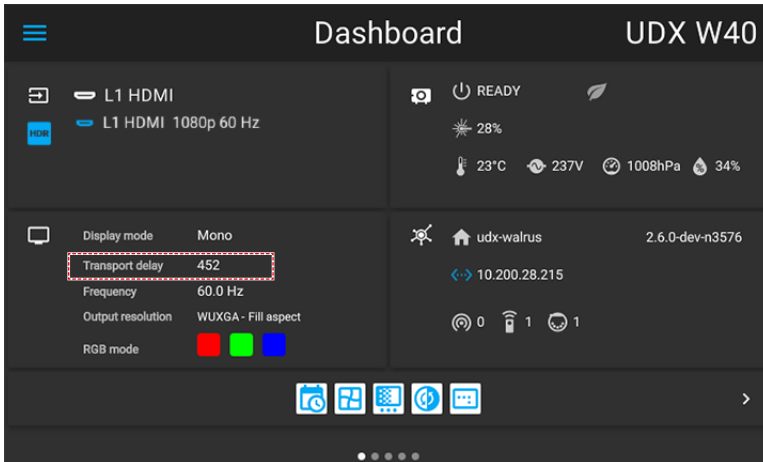 Dashboard UDX W40
L1 HDMI
HDR
L1 HDMI 1080p 60 Hz
READY
28%
23°C 237V 1008hPa 34%
Display mode Mono
Transport delay 452
Frequency 60.0 Hz
Output resolution WUXGA - Fill aspect
RGB mode
udx-walrus 2.6.0-dev-n3576
10.200.28.215
0 1 1